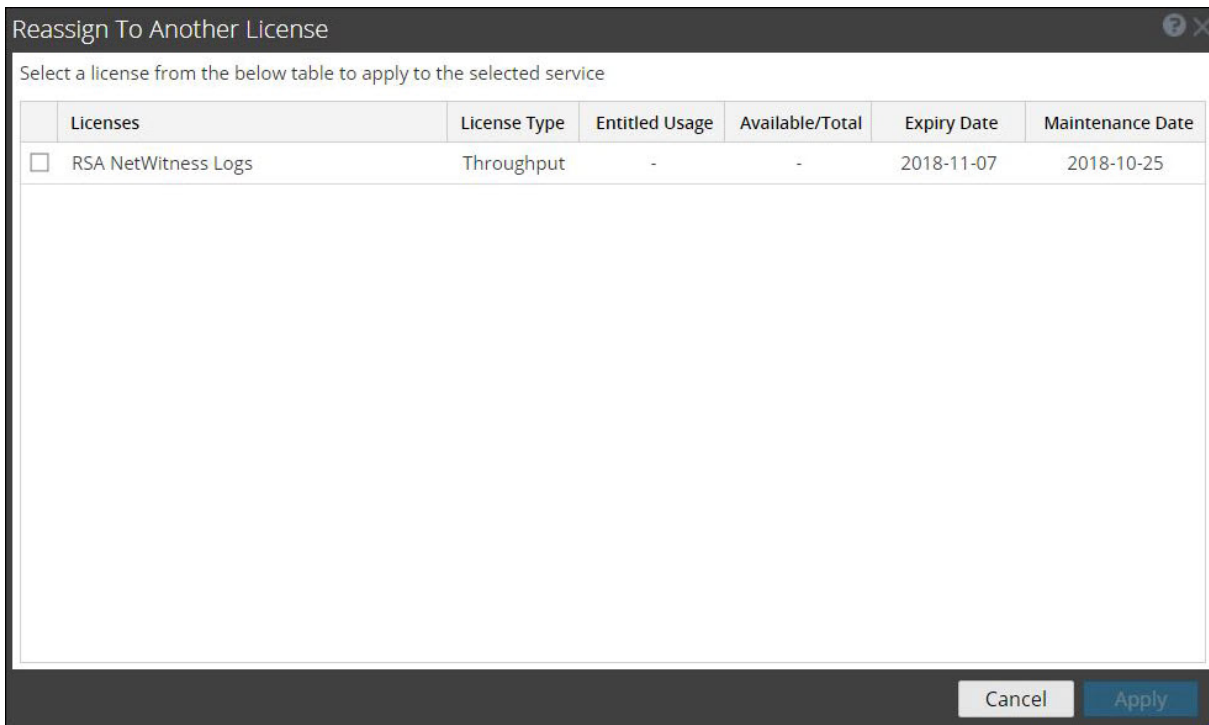 Reassign To Another License
Select a license from the below table to apply to the selected service
Licenses License Type Entitled Usage Available/Total Expiry Date Maintenance Date
RSA NetWitness Logs Throughput - - 2018-11-07 2018-10-25
Cancel Apply